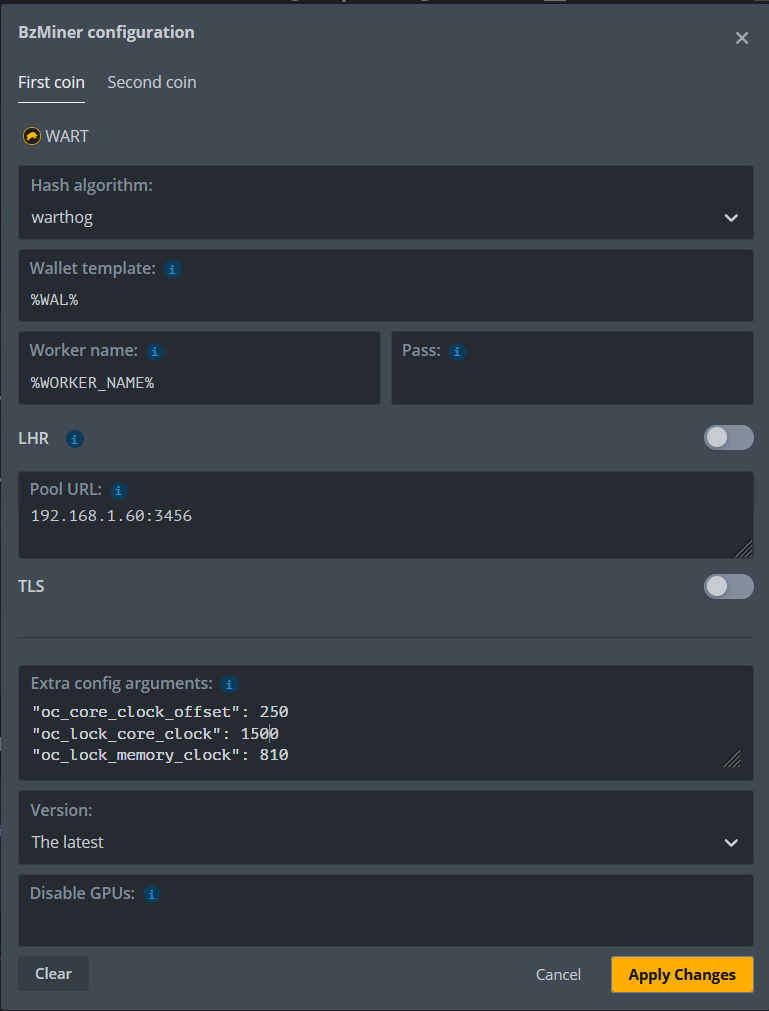 BzMiner configuration
First coin Second coin
WART
Hash algorithm:
warthog
Wallet template:
%WAL%
Worker name: Pass:
%WORKER_NAME%
LHR
Pool URL:
192.168.1.60:3456
TLS
Extra config arguments:
"oc_core_clock_offset": 250
"oc_lock_core_clock": 1500
"oc_lock_memory_clock": 810
Version:
The latest
Disable GPUs:
Clear Cancel Apply Changes